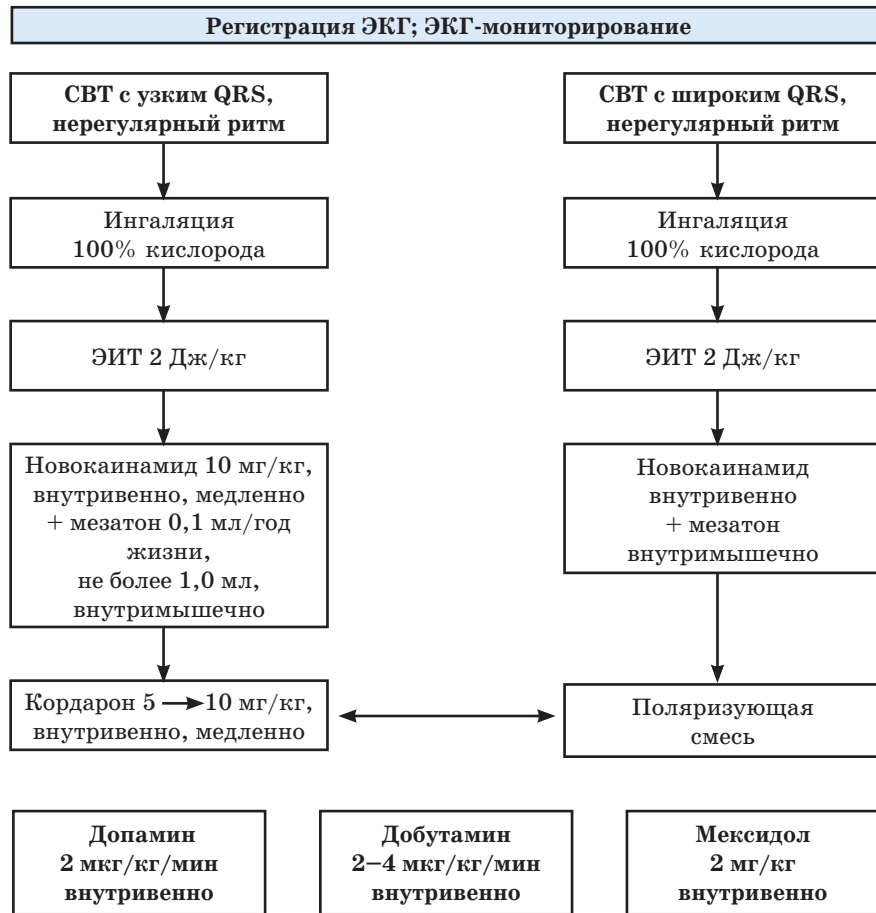 Регистрация ЭКГ; ЭКГ-мониторирование
СВТ с узким QRS,
нерегулярный ритм
СВТ с широким QRS,
нерегулярный ритм
Ингаляция
100% кислорода
Ингаляция
100% кислорода
ЭИТ 2 Дж/кг
ЭИТ 2 Дж/кг
Новокаинамид 10 мг/кг,
внутривенно, медленно
+ мезатон 0,1 мл/год
жизни,
не более 1,0 мл,
внутримышечно
Новокаинамид
внутривенно
+ мезатон
внутримышечно
Кордарон 5 → 10 мг/кг,
внутривенно, медленно
Поляризующая
смесь
Допамин
2 мкг/кг/мин
внутривенно
Добутамин
2–4 мкг/кг/мин
внутривенно
Мексидол
2 мг/кг
внутривенно